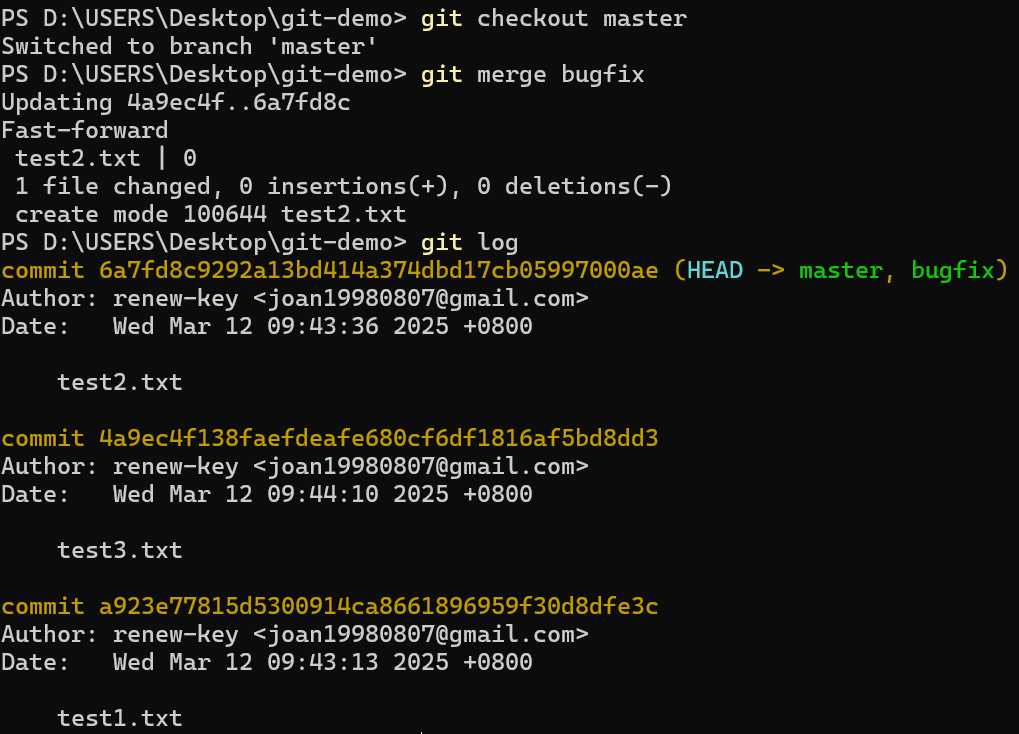 PS D:\USERS\Desktop\git-demo> git checkout master
Switched to branch 'master'
PS D:\USERS\Desktop\git-demo> git merge bugfix
Updating 4a9ec4f..6a7fd8c
Fast-forward
 test2.txt | 0
 1 file changed, 0 insertions(+), 0 deletions(-)
 create mode 100644 test2.txt
PS D:\USERS\Desktop\git-demo> git log
commit 6a7fd8c9292a13bd414a374dbd17cb05997000ae (HEAD -> master, bugfix)
Author: renew-key <joan19980807@gmail.com>
Date:   Wed Mar 12 09:43:36 2025 +0800

    test2.txt

commit 4a9ec4f138faefdeafe680cf6df1816af5bd8dd3
Author: renew-key <joan19980807@gmail.com>
Date:   Wed Mar 12 09:44:10 2025 +0800

    test3.txt

commit a923e77815d5300914ca8661896959f30d8dfe3c
Author: renew-key <joan19980807@gmail.com>
Date:   Wed Mar 12 09:43:13 2025 +0800

    test1.txt